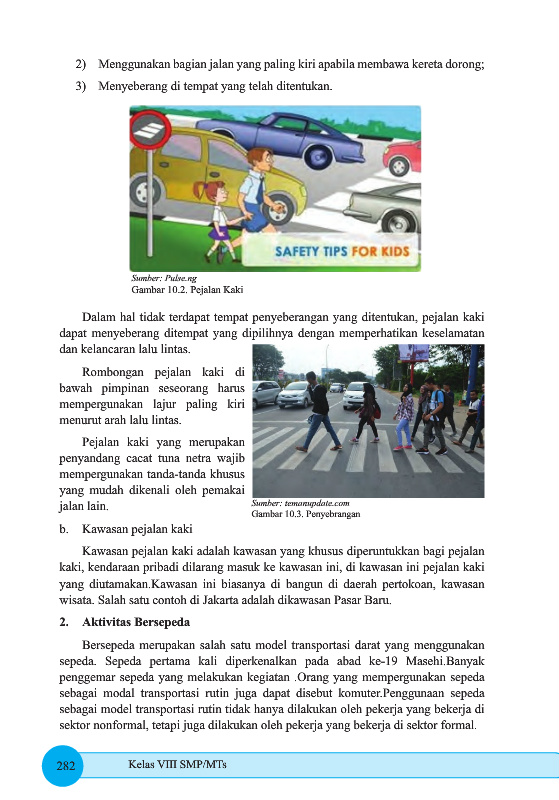 2) Menggunakan bagian jalan yang paling kiri apabila membawa kereta dorong;
3) Menyeberang di tempat yang telah ditentukan.
SAFETY TIPS FOR KIDS
Sumber: Pulse.ng
Gambar 10.2. Pejalan Kaki
Dalam hal tidak terdapat tempat penyeberangan yang ditentukan, pejalan kaki
dapat menyeberang ditempat yang dipilihnya dengan memperhatikan keselamatan
dan kelancaran lalu lintas.
Rombongan pejalan kaki di
bawah pimpinan seseorang harus
mempergunakan lajur paling kiri
menurut arah lalu lintas.
Pejalan kaki yang merupakan
penyandang cacat tuna netra wajib
mempergunakan tanda-tanda khusus
yang mudah dikenali oleh pemakai
jalan lain.
Sumber: temanupdate.com
Gambar 10.3. Penyebrangan
b. Kawasan pejalan kaki
Kawasan pejalan kaki adalah kawasan yang khusus diperuntukkan bagi pejalan
kaki, kendaraan pribadi dilarang masuk ke kawasan ini, di kawasan ini pejalan kaki
yang diutamakan.Kawasan ini biasanya di bangun di daerah pertokoan, kawasan
wisata. Salah satu contoh di Jakarta adalah dikawasan Pasar Baru.
2. Aktivitas Bersepeda
Bersepeda merupakan salah satu model transportasi darat yang menggunakan
sepeda. Sepeda pertama kali diperkenalkan pada abad ke-19 Masehi.Banyak
penggemar sepeda yang melakukan kegiatan .Orang yang mempergunakan sepeda
sebagai modal transportasi rutin juga dapat disebut komuter.Penggunaan sepeda
sebagai model transportasi rutin tidak hanya dilakukan oleh pekerja yang bekerja di
sektor nonformal, tetapi juga dilakukan oleh pekerja yang bekerja di sektor formal.
282 Kelas VIII SMP/MTs